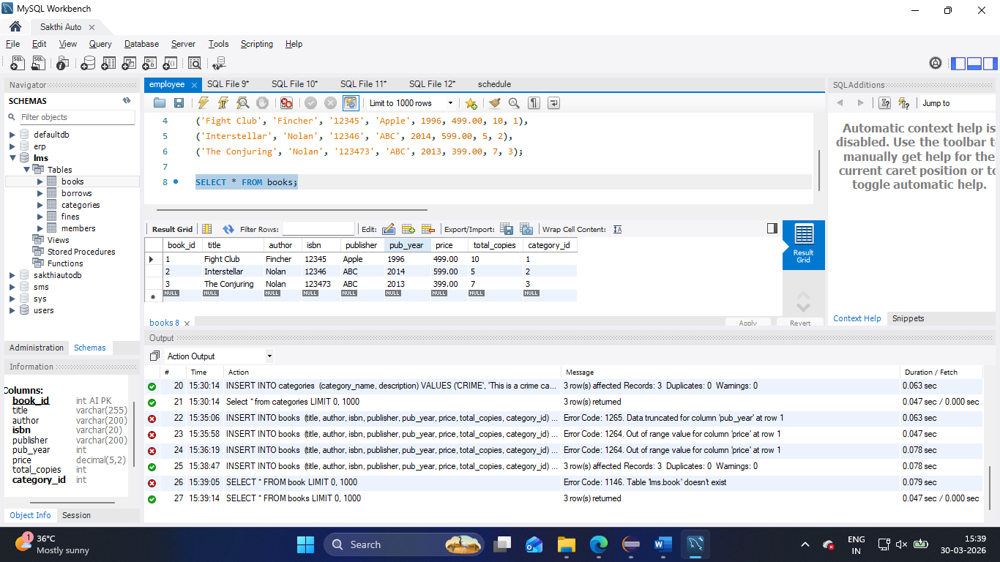 MySQL Workbench
Sakthi Auto
File Edit View Query Database Server Tools Scripting Help
Navigator
SCHEMAS
Filter objects
defaultdb
erp
lms
Tables
books
borrows
categories
fines
members
Views
Stored Procedures
Functions
sakthiautodb
sms
sys
users
Administration Schemas
Information
Columns:
book_id int AI PK
title varchar(255)
author varchar(200)
isbn varchar(20)
publisher varchar(200)
pub_year int
price decimal(5,2)
total_copies int
category_id int
Object Info Session
employee SQL File 9* SQL File 10* SQL File 11* SQL File 12* schedule
Limit to 1000 rows
4 ('Fight Club', 'Fincher', '12345', 'Apple', 1996, 499.00, 10, 1),
5 ('Interstellar', 'Nolan', '12346', 'ABC', 2014, 599.00, 5, 2),
6 ('The Conjuring', 'Nolan', '123473', 'ABC', 2013, 399.00, 7, 3);
7
8 SELECT * FROM books;
Result Grid Filter Rows: Edit: Export/Import: Wrap Cell Content:
book_id title author isbn publisher pub_year price total_copies category_id
1 Fight Club Fincher 12345 Apple 1996 499.00 10 1
2 Interstellar Nolan 12346 ABC 2014 599.00 5 2
3 The Conjuring Nolan 123473 ABC 2013 399.00 7 3
NULL NULL NULL NULL NULL NULL NULL NULL NULL
Result
Grid
books 8 Apply Revert
SQLAdditions
Jump to
Automatic context help is
disabled. Use the toolbar to
manually get help for the
current caret position or to
toggle automatic help.
Context Help Snippets
Output
Action Output
# Time Action Message Duration / Fetch
20 15:30:14 INSERT INTO categories (category_name, description) VALUES ('CRIME', 'This is a crime ca... 3 row(s) affected Records: 3 Duplicates: 0 Warnings: 0 0.063 sec
21 15:30:14 Select * from categories LIMIT 0, 1000 3 row(s) returned 0.047 sec / 0.000 sec
22 15:35:06 INSERT INTO books (title, author, isbn, publisher, pub_year, price, total_copies, category_id) ... Error Code: 1265. Data truncated for column 'pub_year' at row 1 0.063 sec
23 15:35:58 INSERT INTO books (title, author, isbn, publisher, pub_year, price, total_copies, category_id) ... Error Code: 1264. Out of range value for column 'price' at row 1 0.047 sec
24 15:36:19 INSERT INTO books (title, author, isbn, publisher, pub_year, price, total_copies, category_id) ... Error Code: 1264. Out of range value for column 'price' at row 1 0.078 sec
25 15:38:47 INSERT INTO books (title, author, isbn, publisher, pub_year, price, total_copies, category_id) ... 3 row(s) affected Records: 3 Duplicates: 0 Warnings: 0 0.078 sec
26 15:39:05 SELECT * FROM book LIMIT 0, 1000 Error Code: 1146. Table 'lms.book' doesn't exist 0.079 sec
27 15:39:14 SELECT * FROM books LIMIT 0, 1000 3 row(s) returned 0.047 sec / 0.000 sec
1
36°C
Mostly sunny
Search
ENG
IN
15:39
30-03-2026